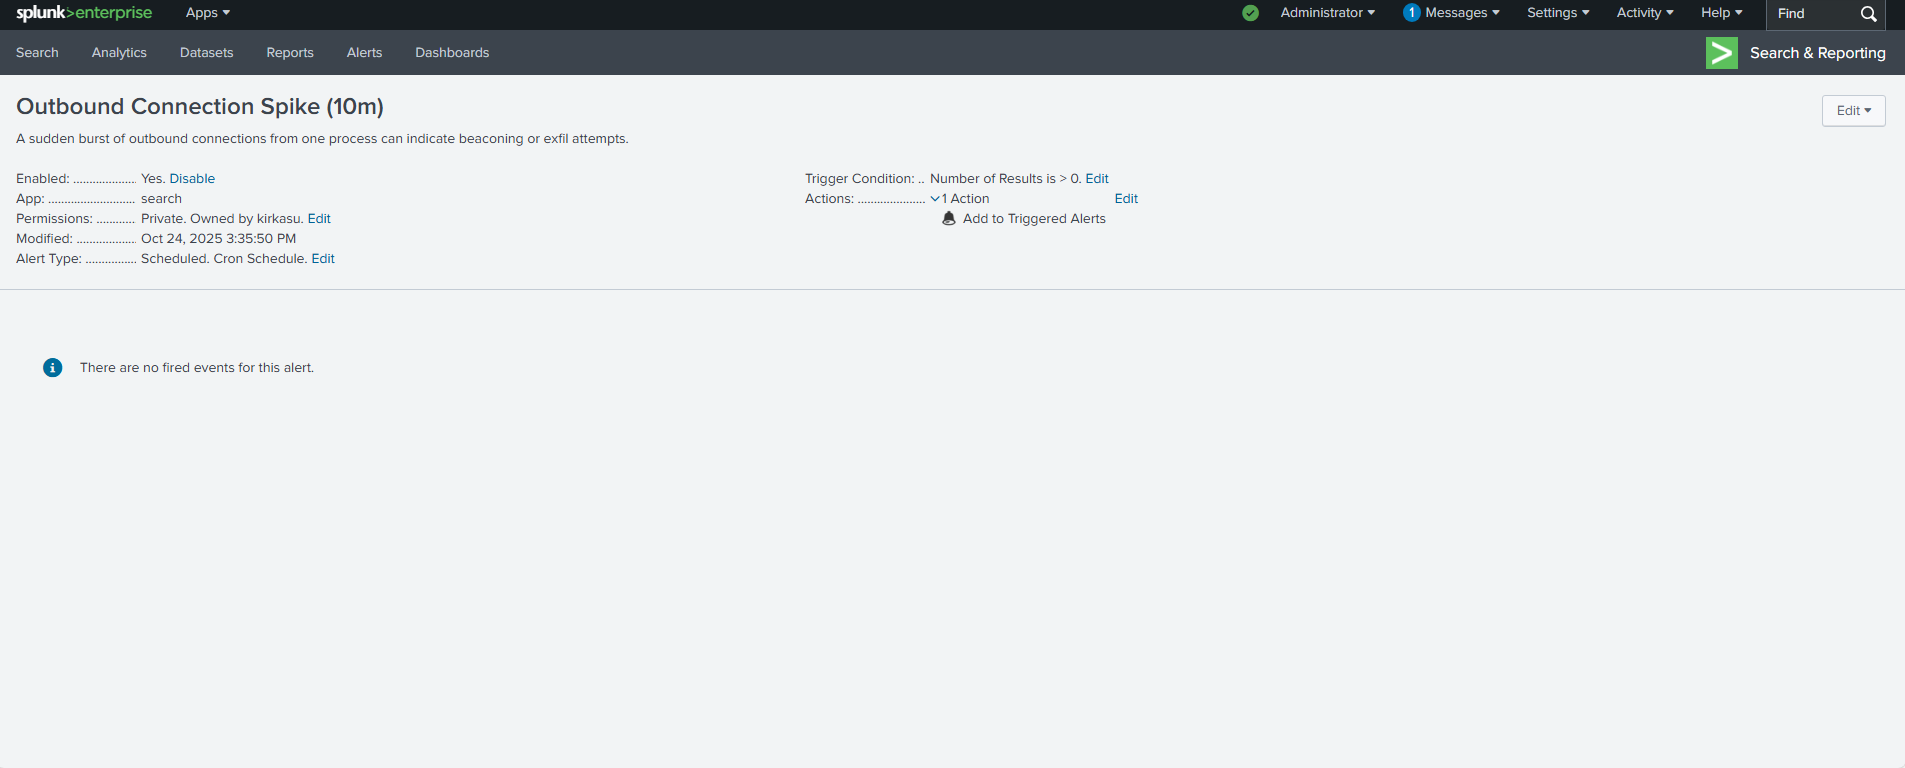 splunk>enterprise Apps Administrator 1 Messages Settings Activity Help Find
Search Analytics Datasets Reports Alerts Dashboards Search & Reporting
Outbound Connection Spike (10m) Edit
A sudden burst of outbound connections from one process can indicate beaconing or exfil attempts.
Enabled: .................... Yes. Disable
App: ........................... search
Permissions: ............ Private. Owned by kirkasu. Edit
Modified: ................... Oct 24, 2025 3:35:50 PM
Alert Type: ................ Scheduled. Cron Schedule. Edit
Trigger Condition: .. Number of Results is > 0. Edit
Actions: ..................... 1 Action Edit
Add to Triggered Alerts
There are no fired events for this alert.